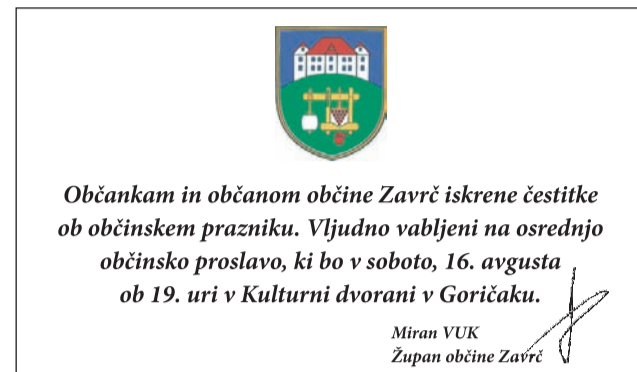 Občankam in občanom občine Zavrč iskrene čestitke
ob občinskem prazniku. Vljudno vabljeni na osrednjo
občinsko proslavo, ki bo v soboto, 16. avgusta
ob 19. uri v Kulturni dvorani v Goričaku.
Miran VUK
Župan občine Zavrč